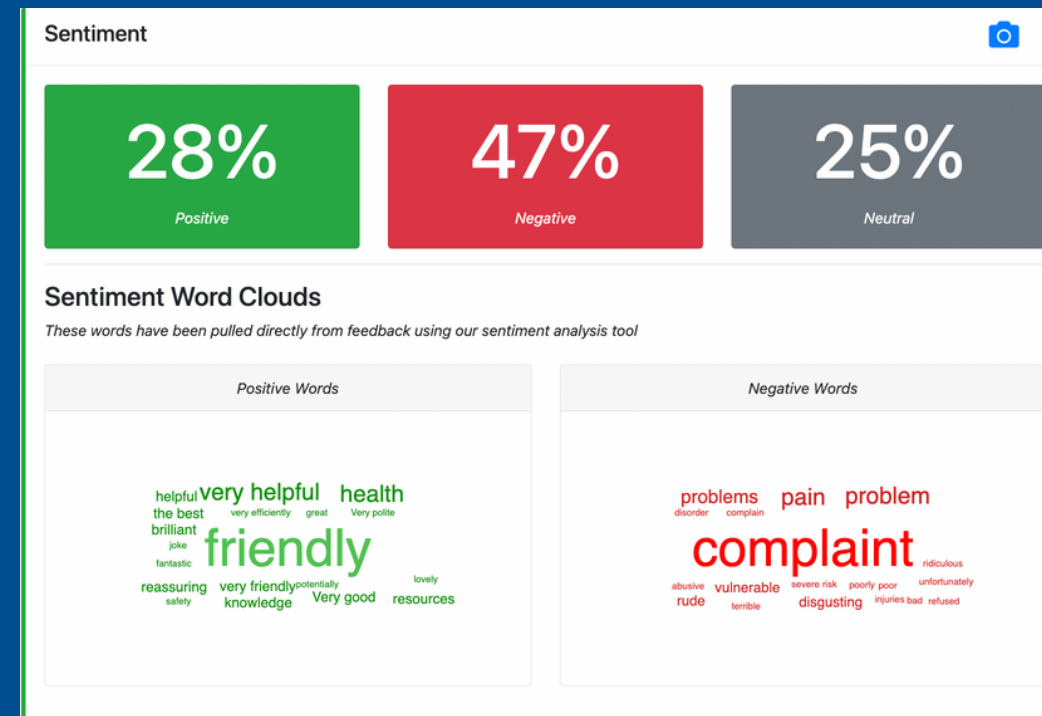 Sentiment
28%
47%
25%
Positive
Negative
Neutral
Sentiment Word Clouds
These words have been pulled directly from feedback using our sentiment analysis tool
Positive Words
helpful very helpful health
the best very efficiently great Very polite
brilliant
joke friendly
fantastic
reassuring very friendly potentially lovely
safety knowledge Very good resources
Negative Words
problems pain problem
disorder complain
complaint ridiculous
abusive vulnerable severe risk poorly poor unfortunately
rude terrible disgusting injuries bad refused